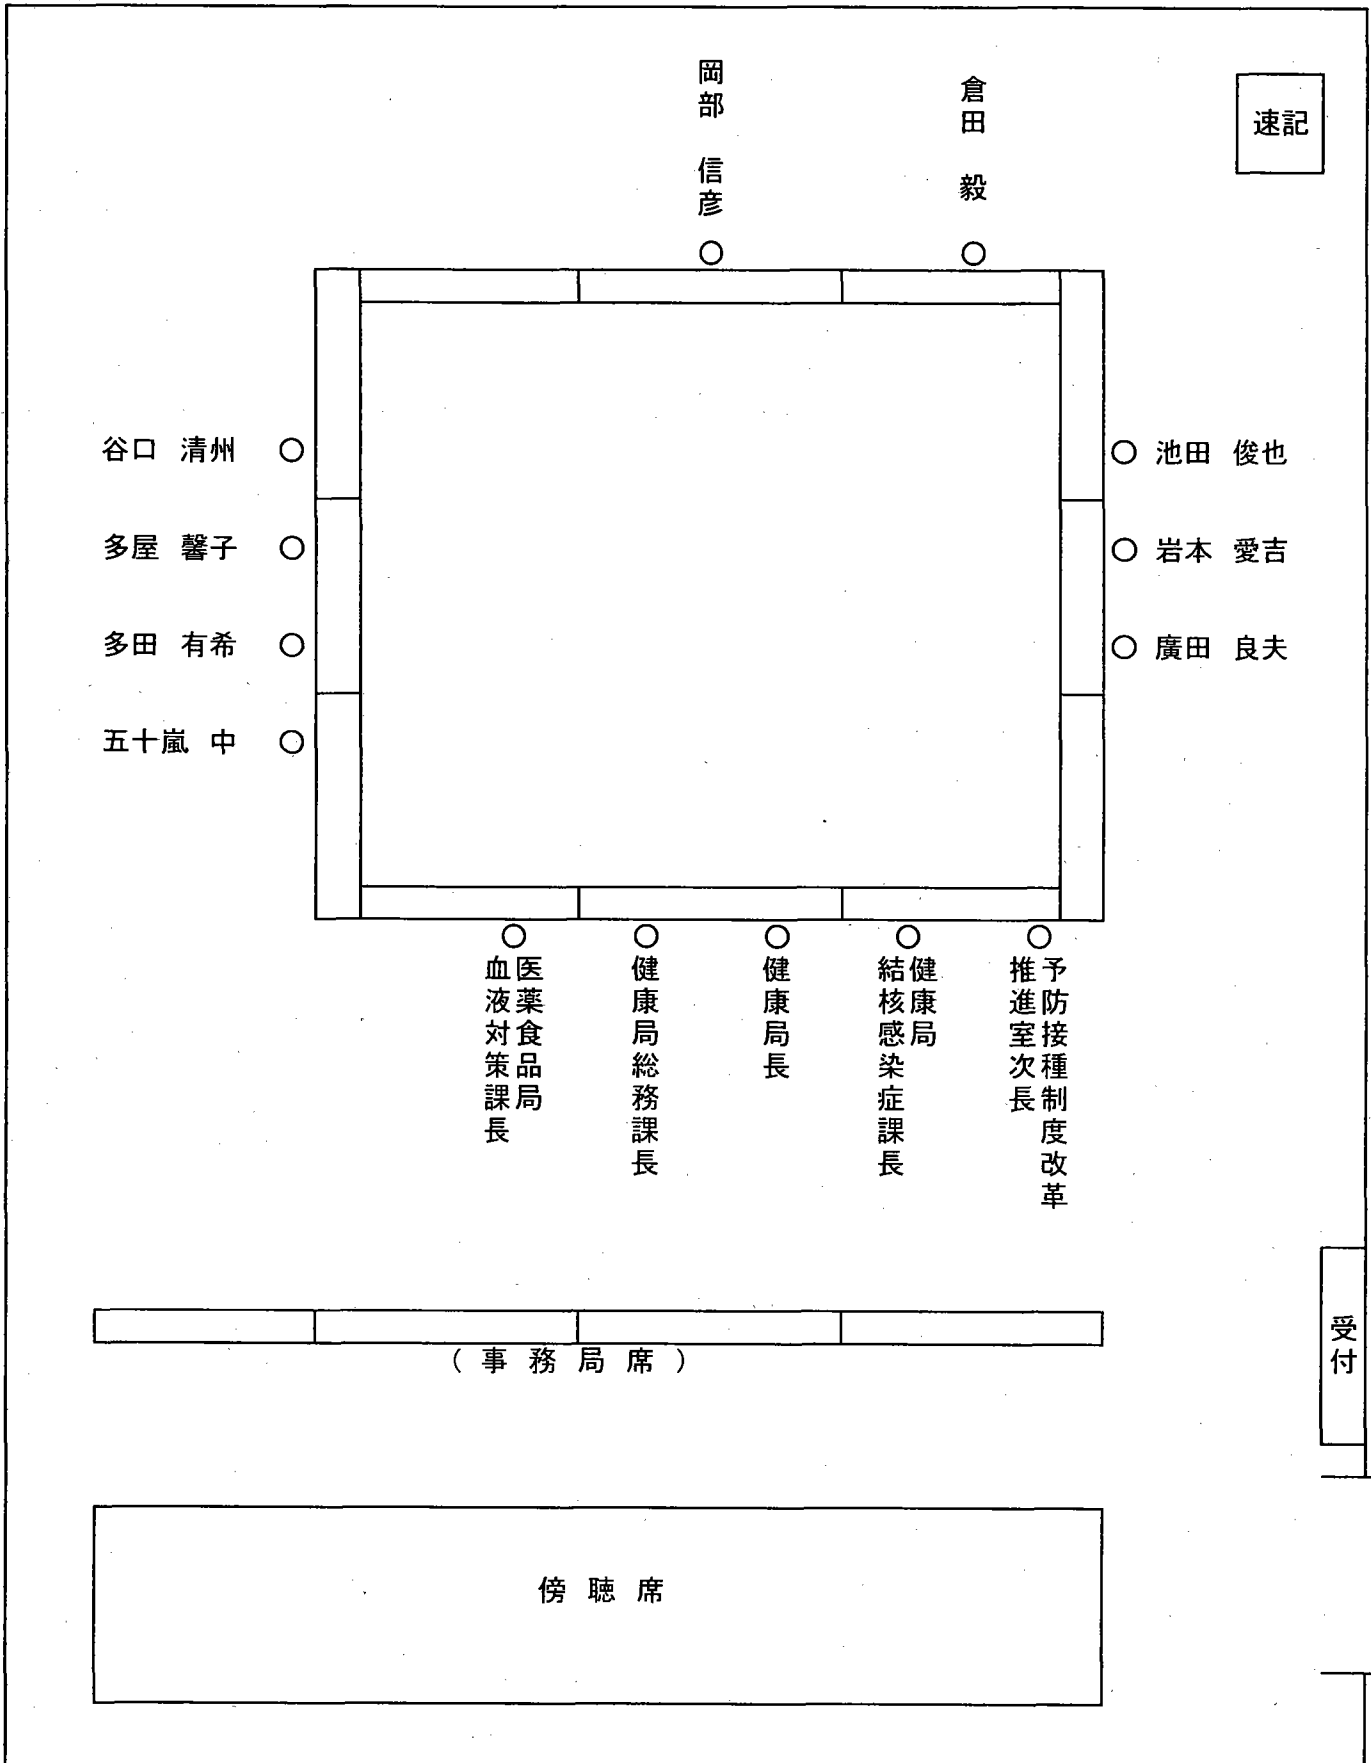 岡部 信彦
倉田 毅
速記
谷口 清州
多屋 馨子
多田 有希
五十嵐 中
池田 俊也
岩本 愛吉
廣田 良夫
医薬食品局
血液対策課長
健康局総務課長
健康局長
健康局
結核感染症課長
予防接種制度改革
推進室次長
(事務局席)
受付
傍聴席